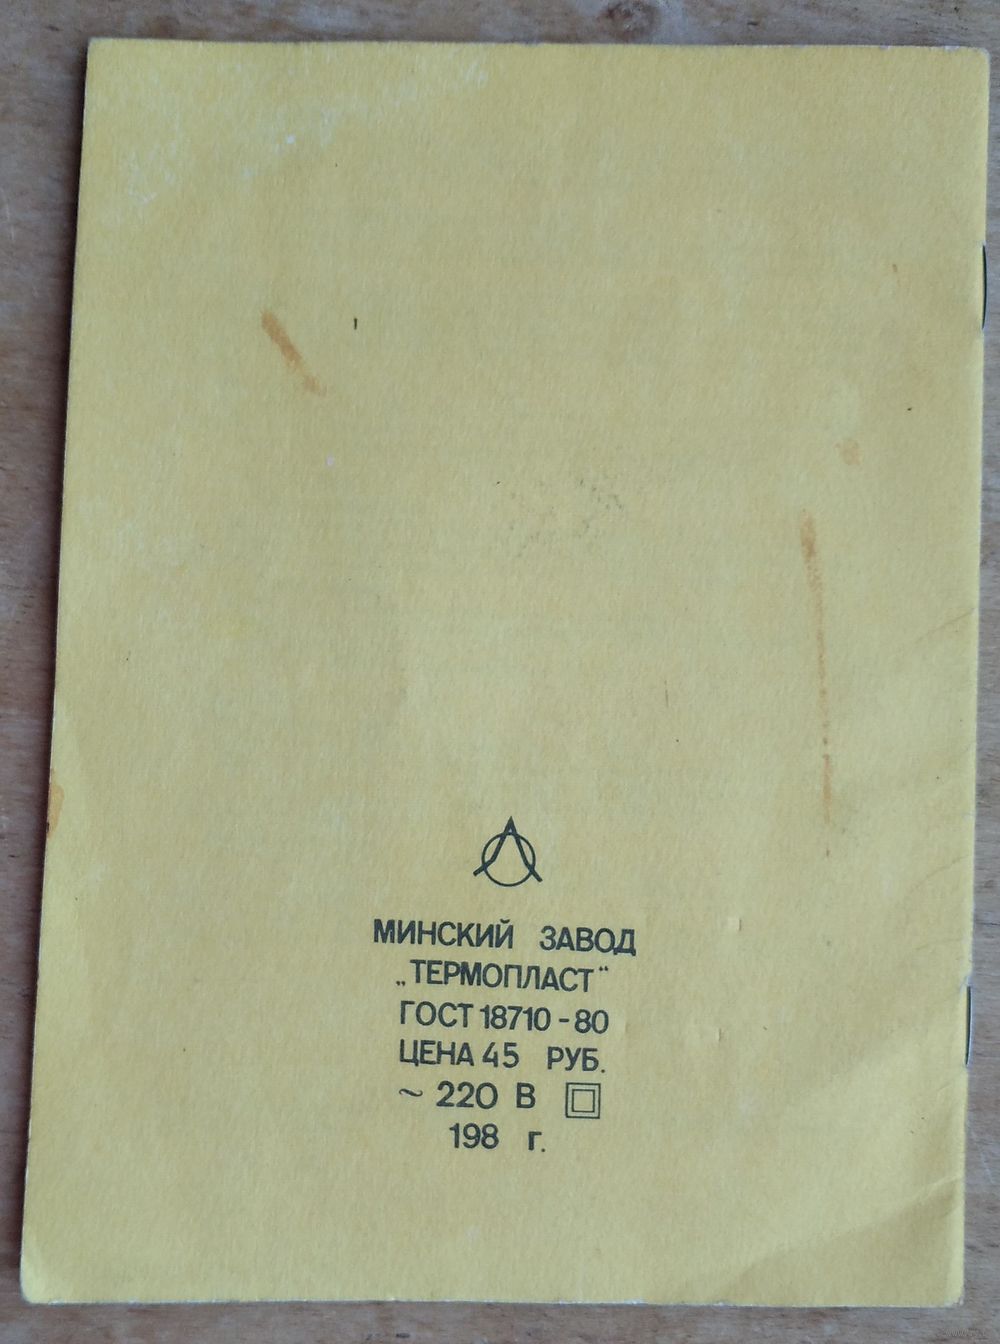 МИНСКИЙ ЗАВОД
„ТЕРМОПЛАСТ“
ГОСТ 18710-80
ЦЕНА 45 РУБ.
~ 220 В
198 г.